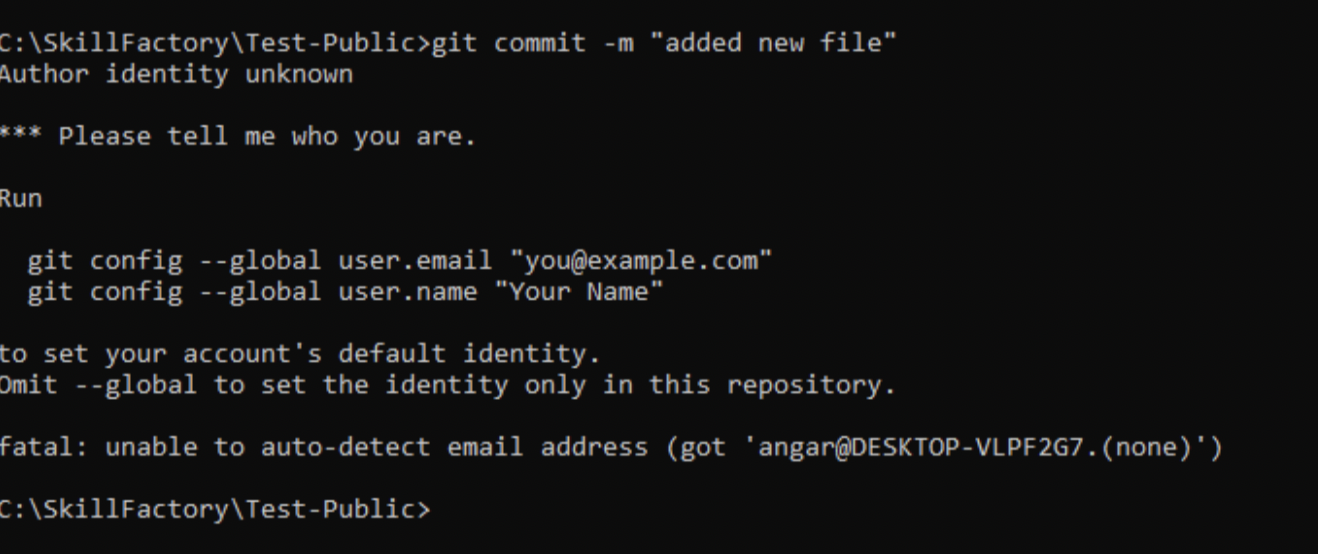 C:\SkillFactory\Test-Public>git commit -m "added new file"
Author identity unknown
*** Please tell me who you are.
Run
git config --global user.email "you@example.com"
git config --global user.name "Your Name"
to set your account's default identity.
Omit --global to set the identity only in this repository.
fatal: unable to auto-detect email address (got 'angar@DESKTOP-VLPF2G7.(none)')
C:\SkillFactory\Test-Public>